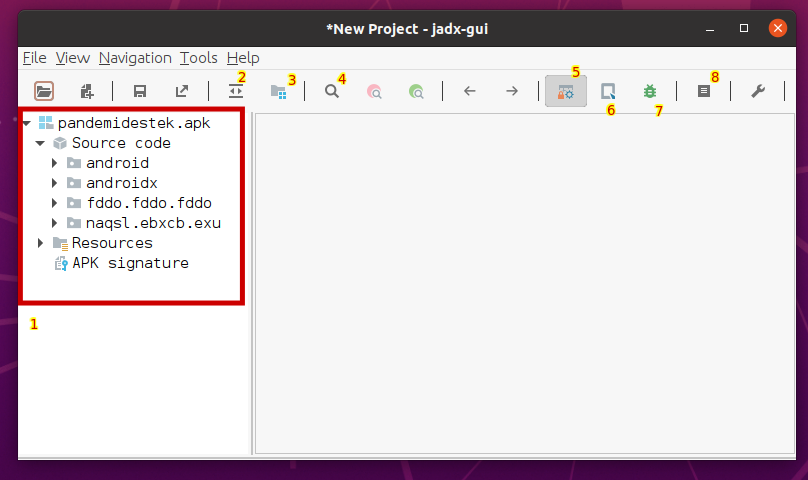 *New Project - jadx-gui
File View Navigation Tools Help
2 3 4 5 6 7 8
pandemidestek.apk
Source code
android
androidx
fddo.fddo.fddo
naqsl.ebxcb.exu
Resources
APK signature
1